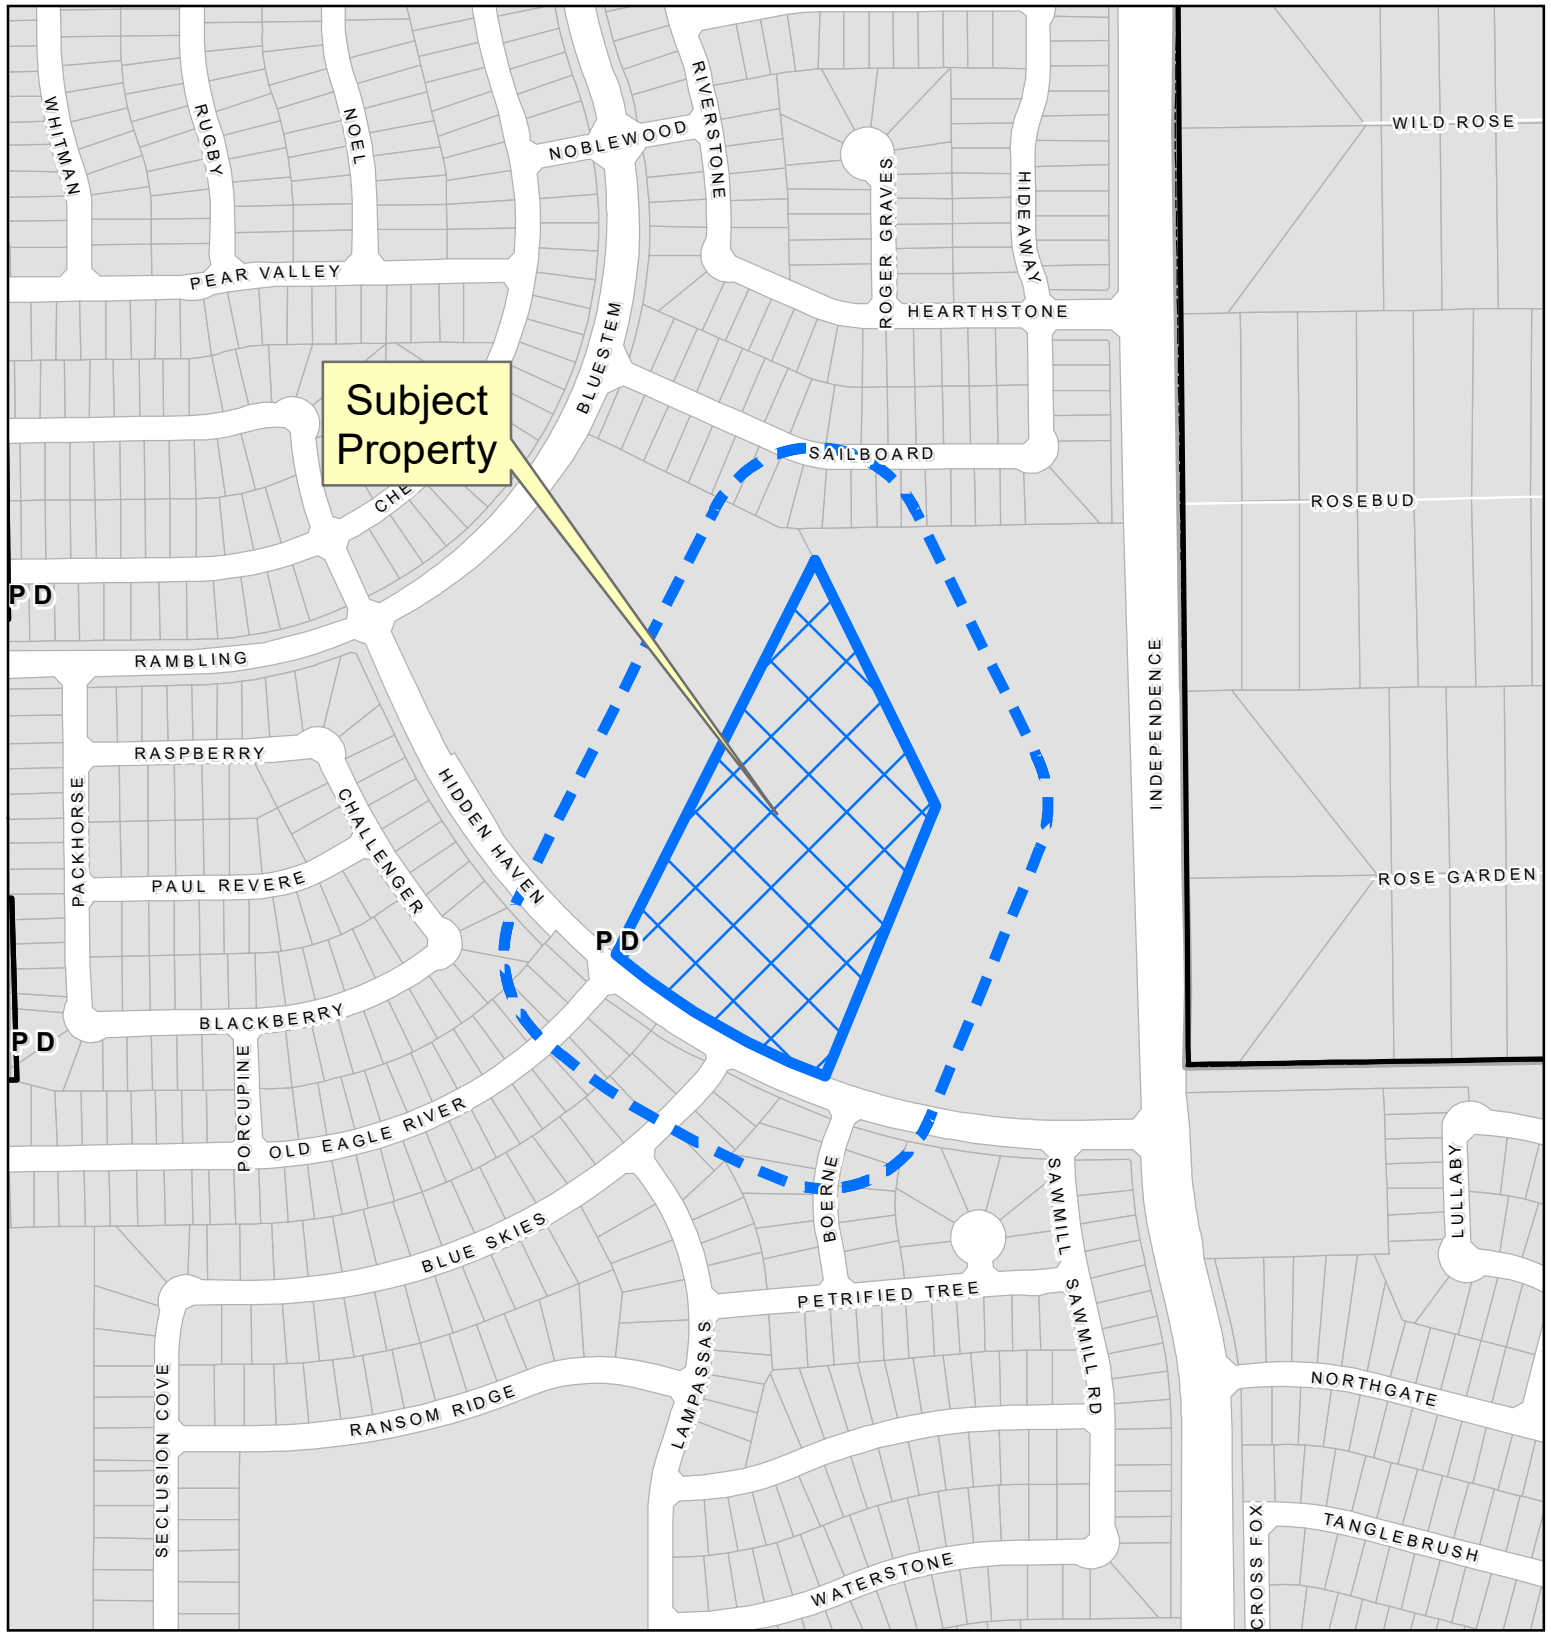 WHITMAN
RUGBY
NOEL
NOBLEWOOD
RIVERSTONE
ROGER GRAVES
HIDEAWAY
WILD ROSE
PEAR VALLEY
HEARTHSTONE
BLUESTEM
Subject
Property
SAILBOARD
CHE
ROSEBUD
P D
RAMBLING
INDEPENDENCE
RASPBERRY
HIDDEN HAVEN
PACKHORSE
CHALLENGER
PAUL REVERE
ROSE GARDEN
P D
BLACKBERRY
P D
PORCUPINE
OLD EAGLE RIVER
BOERNE
SAWMILL
LULLABY
BLUE SKIES
PETRIFIED TREE
SAWMILL RD
LAMPASSAS
SECLUSION COVE
RANSOM RIDGE
NORTHGATE
CROSS FOX
TANGLEBRUSH
WATERSTONE